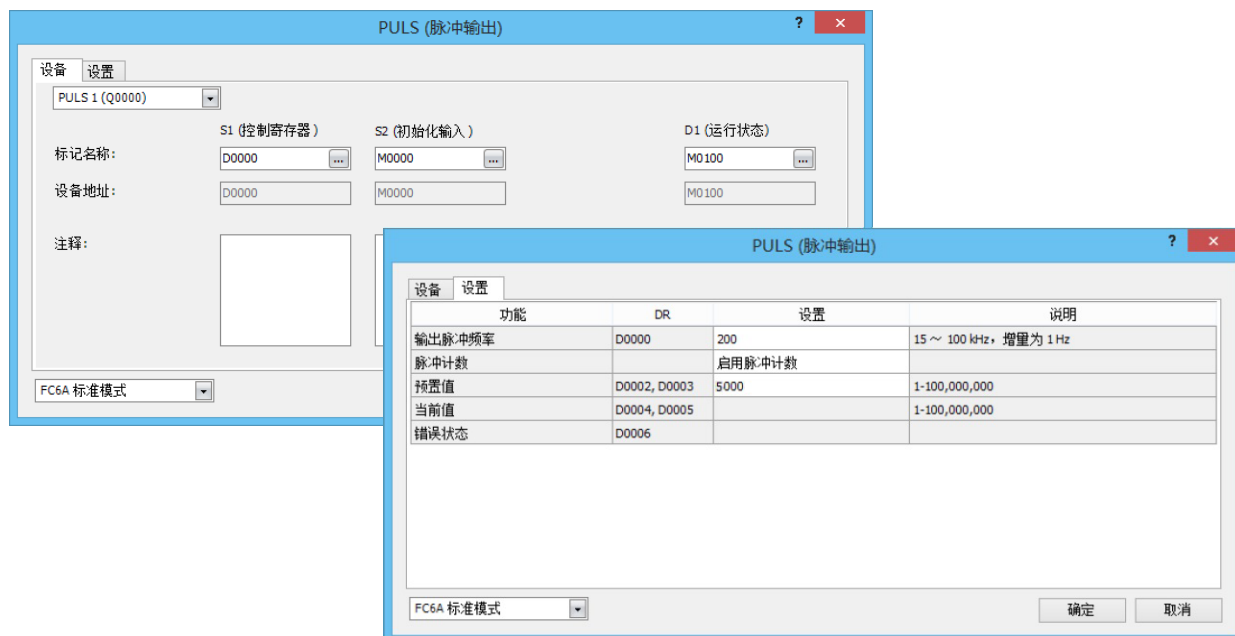 PULS (脉冲输出)
? ×
设备 设置
PULS 1 (Q0000)
S1 (控制寄存器) S2 (初始化输入) D1 (运行状态)
标记名称: D0000 ... M0000 ... M0100 ...
设备地址: D0000 M0000 M0100
注释:
FC6A 标准模式
PULS (脉冲输出)
? ×
设备 设置
功能 DR 设置 说明
输出脉冲频率 D0000 200 15 ~ 100 kHz，增量为 1 Hz
脉冲计数 启用脉冲计数
预置值 D0002, D0003 5000 1-100,000,000
当前值 D0004, D0005 1-100,000,000
错误状态 D0006
FC6A 标准模式
确定 取消